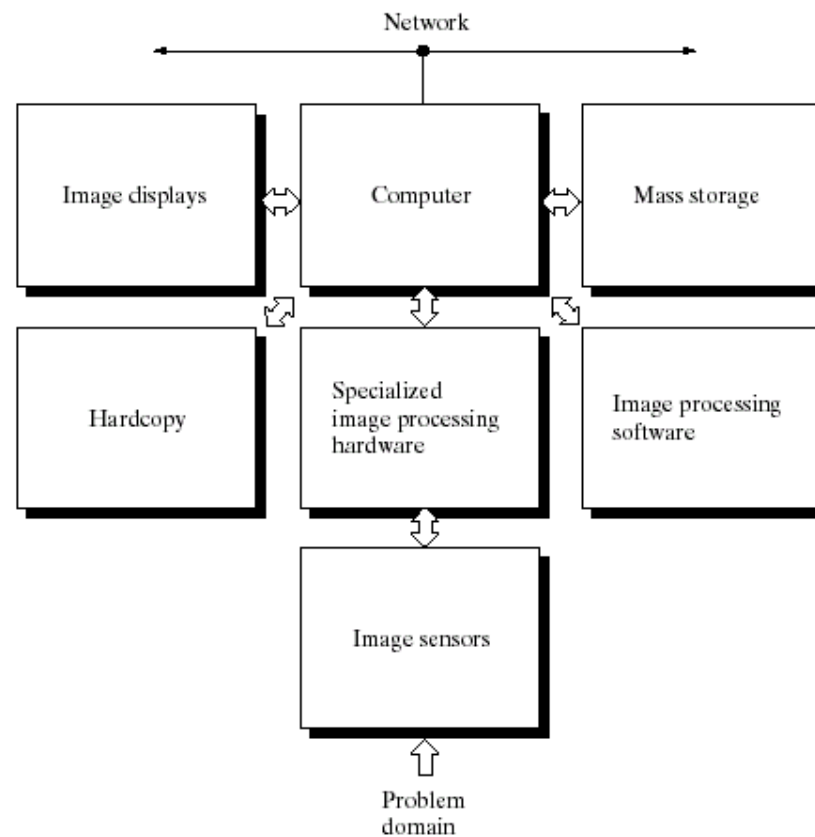 Network
Image displays
Computer
Mass storage
Hardcopy
Specialized
image processing
hardware
Image processing
software
Image sensors
Problem
domain